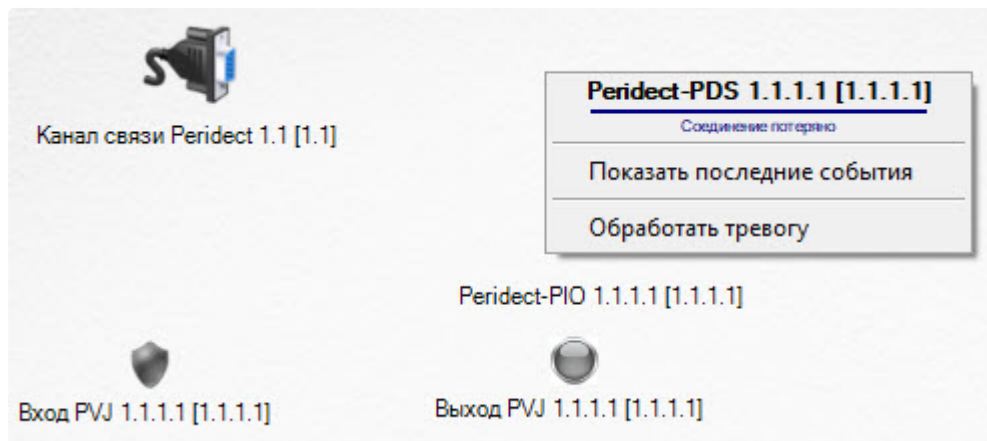 Канал связи Peridect 1.1 [1.1]
Peridect-PDS 1.1.1.1 [1.1.1.1]
Соединение потеряно
Показать последние события
Обработать тревогу
Peridect-PIO 1.1.1.1 [1.1.1.1]
Вход PVJ 1.1.1.1 [1.1.1.1]
Выход PVJ 1.1.1.1 [1.1.1.1]